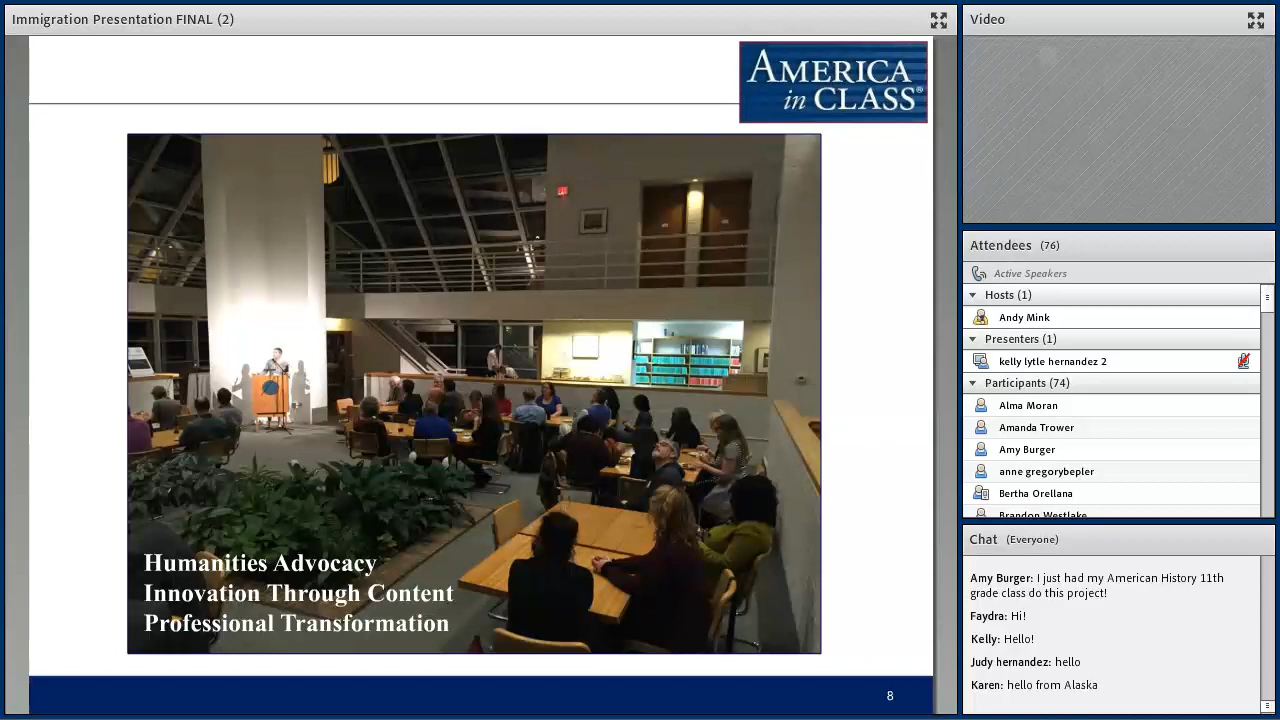 Immigration Presentation FINAL (2)
AMERICA
in CLASS®
Humanities Advocacy
Innovation Through Content
Professional Transformation
8
Video
Attendees (76)
Active Speakers
Hosts (1)
Andy Mink
Presenters (1)
kelly lytle hernandez 2
Participants (74)
Alma Moran
Amanda Trower
Amy Burger
anne gregorybepler
Bertha Orellana
Brandon Westlake
Chat (Everyone)
Amy Burger: I just had my American History 11th
grade class do this project!
Faydra: Hi!
Kelly: Hello!
Judy hernandez: hello
Karen: hello from Alaska